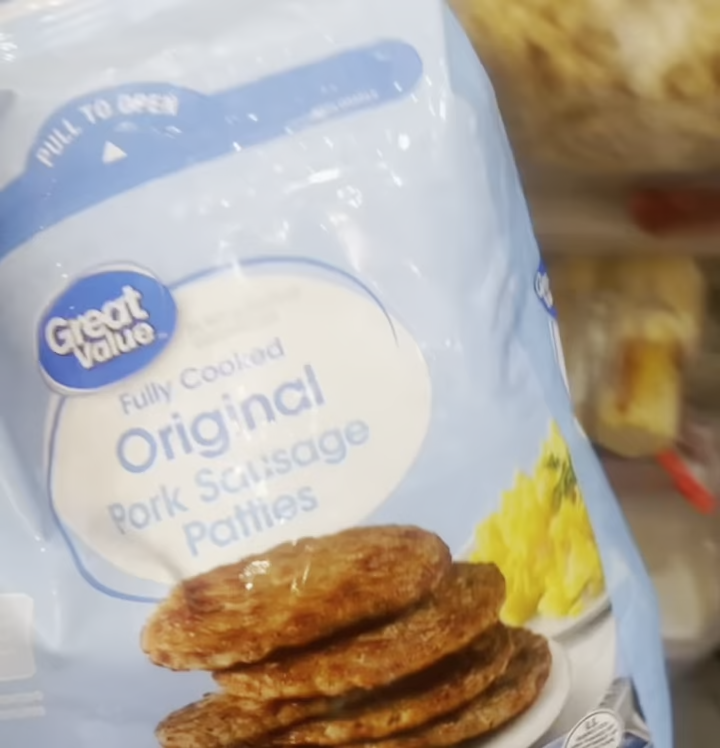 PULL TO OPEN
Great
Value
Fully Cooked
Original
Pork Sausage
Patties